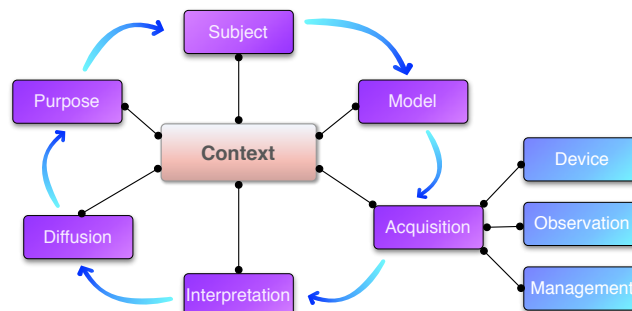 Subject
Purpose
Model
Context
Device
Acquisition
Observation
Diffusion
Interpretation
Management